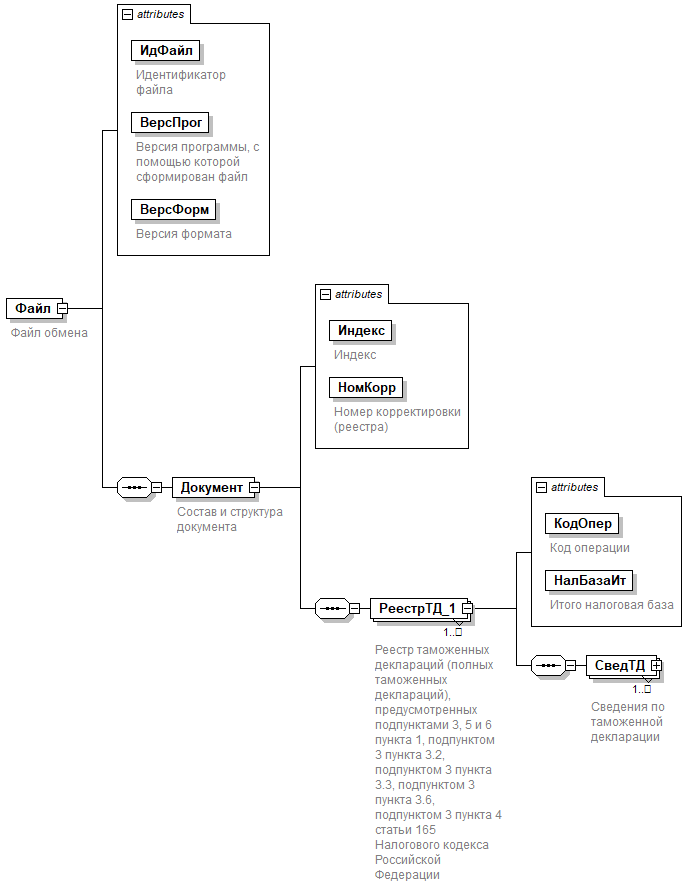 attributes
ИдФайл
Идентификатор
файла
ВерсПрог
Версия программы, с
помощью которой
сформирован файл
ВерсФорм
Версия формата
Файл
Файл обмена
attributes
Индекс
Индекс
НомКорр
Номер корректировки
(реестра)
Документ
Состав и структура
документа
attributes
КодОпер
Код операции
НалБазаИт
Итого налоговая база
РеестрТД_1
1..
Реестр таможенных
деклараций (полных
таможенных
деклараций),
предусмотренных
подпунктами 3, 5 и 6
пункта 1, подпунктом
3 пункта 3.2,
подпунктом 3 пункта
3.3, подпунктом 3
пункта 3.6,
подпунктом 3 пункта 4
статьи 165
Налогового кодекса
Российской
Федерации
СведТД
1..
Сведения по
таможенной
декларации